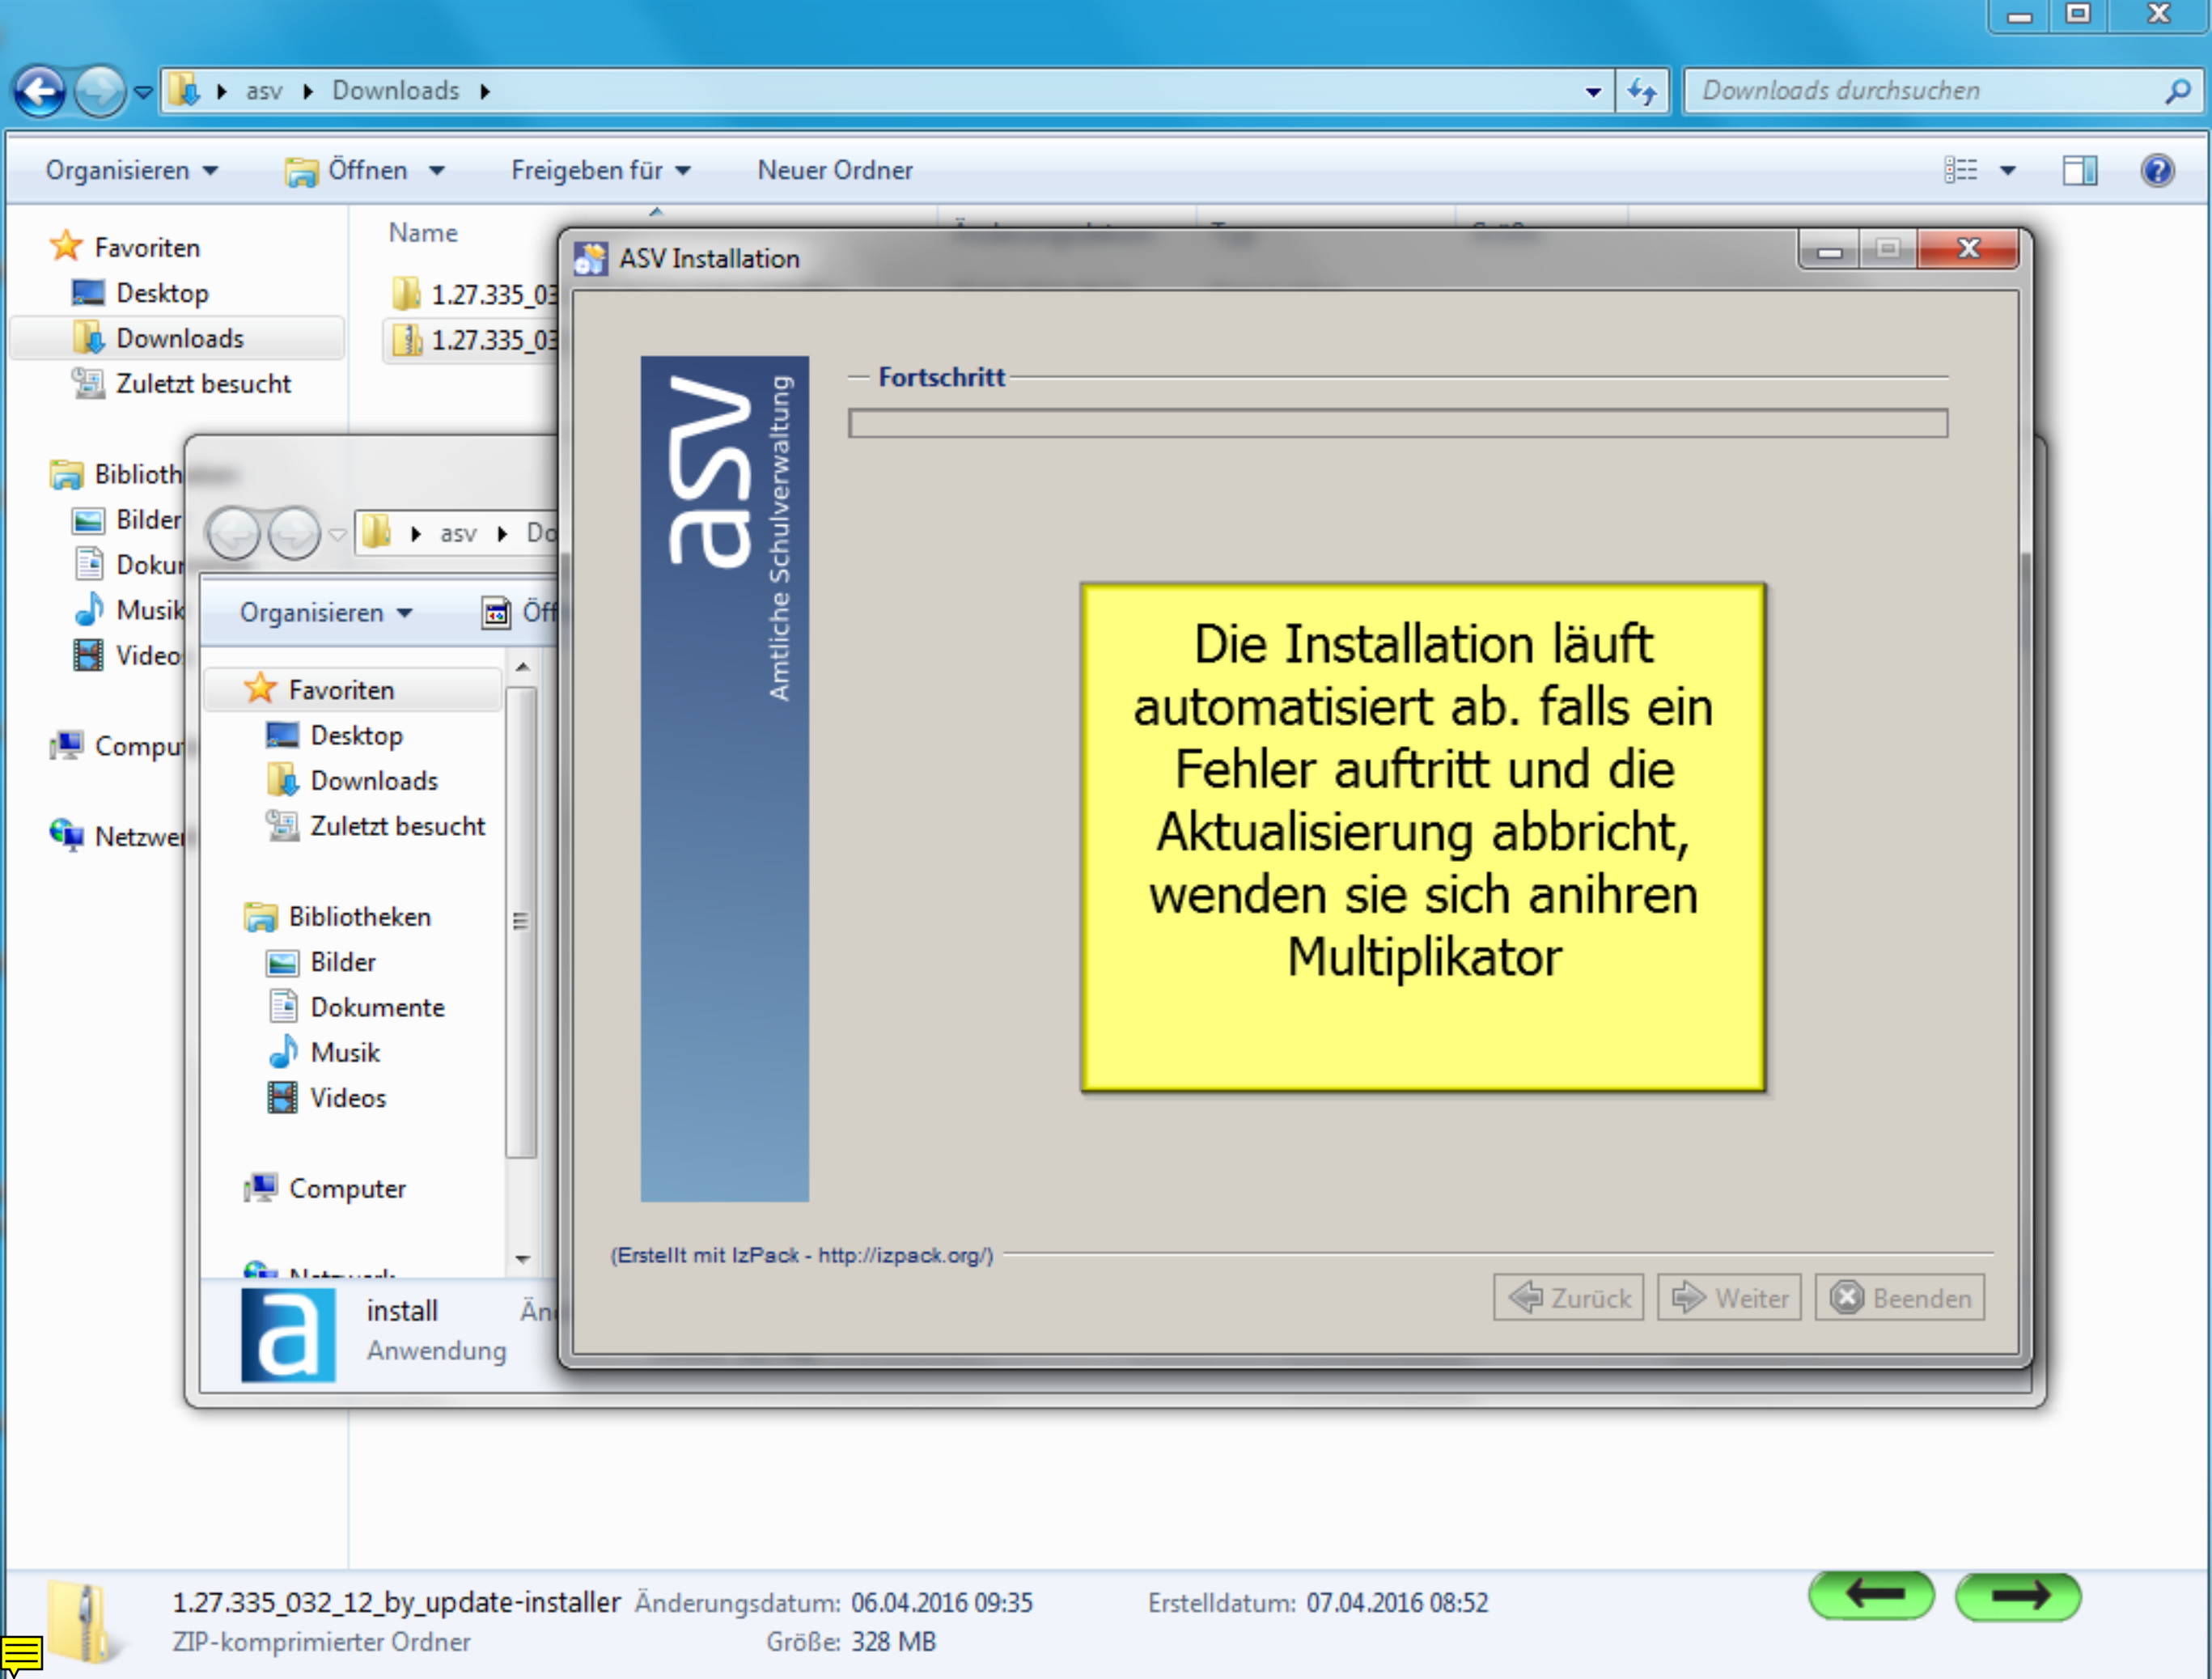 asv Downloads
Downloads durchsuchen
Organisieren Öffnen Freigeben für Neuer Ordner
Name
Favoriten
Desktop
Downloads
Zuletzt besucht
1.27.335_03
1.27.335_03
Bilder
Musik
ASV Installation
asv
Amtliche Schulverwaltung
Fortschritt
Die Installation läuft
automatisiert ab. falls ein
Fehler auftritt und die
Aktualisierung abbricht,
wenden sie sich anihren
Multiplikator
(Erstellt mit IzPack - http://izpack.org/)
Zurück Weiter Beenden
asv
Organisieren
Favoriten
Desktop
Downloads
Zuletzt besucht
Bibliotheken
Bilder
Dokumente
Musik
Videos
Computer
install
Anwendung
1.27.335_032_12_by_update-installer Änderungsdatum: 06.04.2016 09:35 Erstelldatum: 07.04.2016 08:52
ZIP-komprimierter Ordner Größe: 328 MB